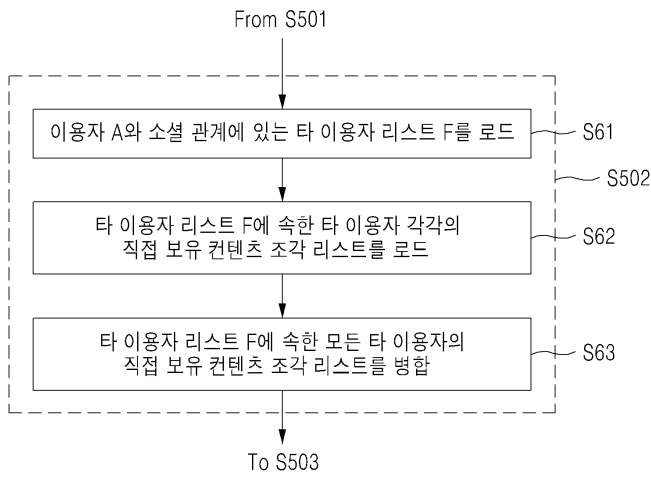 From S501
이용자 A와 소셜 관계에 있는 타 이용자 리스트 F를 로드
S61
S502
타 이용자 리스트 F에 속한 타 이용자 각각의
직접 보유 컨텐츠 조각 리스트를 로드
S62
타 이용자 리스트 F에 속한 모든 타 이용자의
직접 보유 컨텐츠 조각 리스트를 병합
S63
To S503